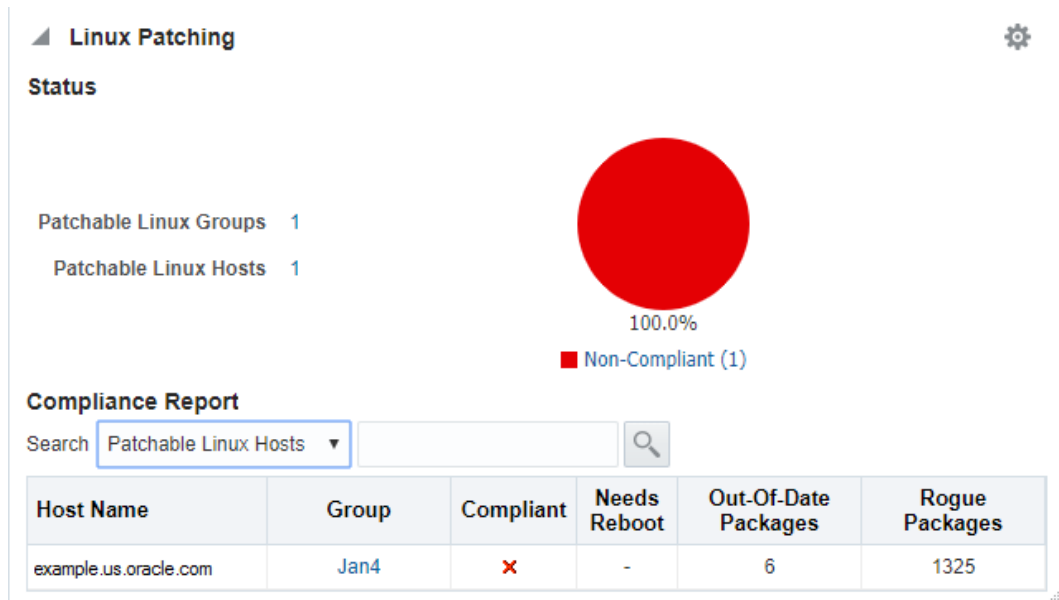 Linux Patching
Status
Patchable Linux Groups 1
Patchable Linux Hosts 1
100.0%
Non-Compliant (1)
Compliance Report
Search Patchable Linux Hosts
Host Name Group Compliant Needs Reboot Out-Of-Date Packages Rogue Packages
example.us.oracle.com Jan4 - 6 1325